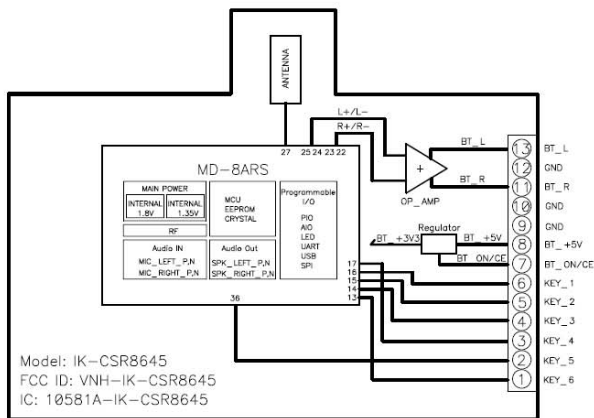 ANTENNA
L+/L-
R+/R-
27 25 24 23 22
MD-8ARS
MAIN POWER
INTERNAL 1.8V
INTERNAL 1.35V
RF
MCU
EEPROM
CRYSTAL
Programmable
I/O
PIO
AIO
LED
UART
USB
SPI
Audio IN
MIC_LEFT_P,N
MIC_RIGHT_P,N
Audio Out
SPK_LEFT_P,N
SPK_RIGHT_P,N
17
16
15
14
13
36
BT_L
+
BT_R
OP_AMP
Regulator
BT_+3V3
BT_+5V
BT_ON/CE
13 BT_L
12 GND
11 BT_R
10 GND
9 GND
8 BT_+5V
7 BT_ON/CE
6 KEY_1
5 KEY_2
4 KEY_3
3 KEY_4
2 KEY_5
1 KEY_6
Model: IK-CSR8645
FCC ID: VNH-IK-CSR8645
IC: 10581A-IK-CSR8645